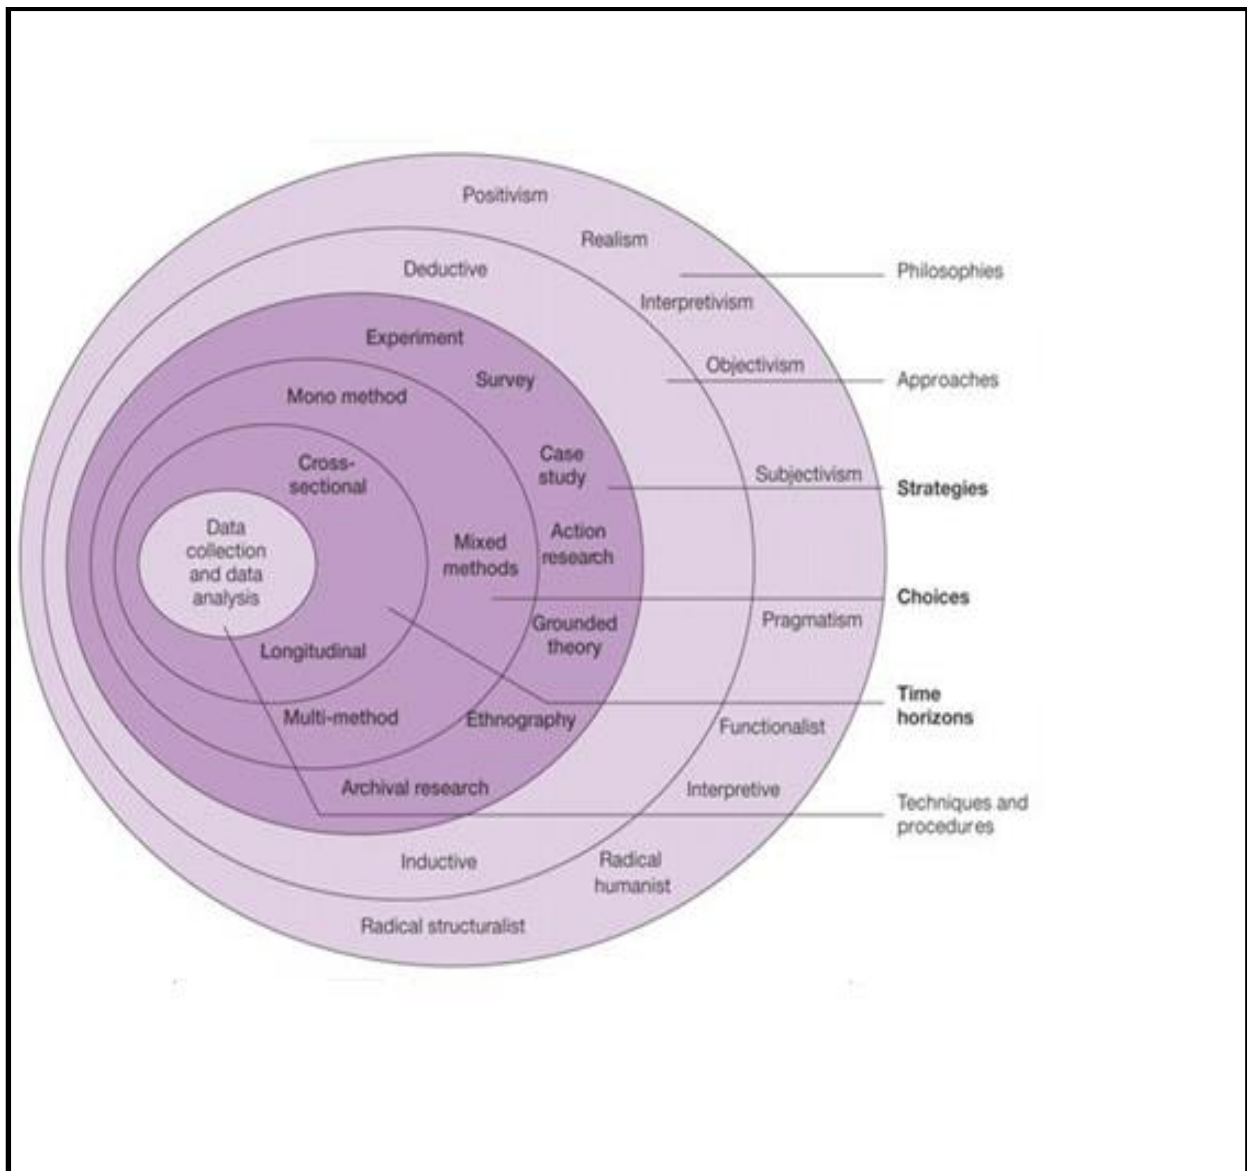 Positivism
Realism
Philosophies
Deductive
Interpretivism
Experiment
Objectivism
Survey
Approaches
Mono method
Case
study
Cross-
sectional
Subjectivism
Strategies
Data
collection
and data
analysis
Mixed
methods
Action
research
Choices
Grounded
theory
Pragmatism
Longitudinal
Time
horizons
Multi-method
Ethnography
Functionalist
Archival research
Interpretive
Techniques and
procedures
Inductive
Radical
humanist
Radical structuralist